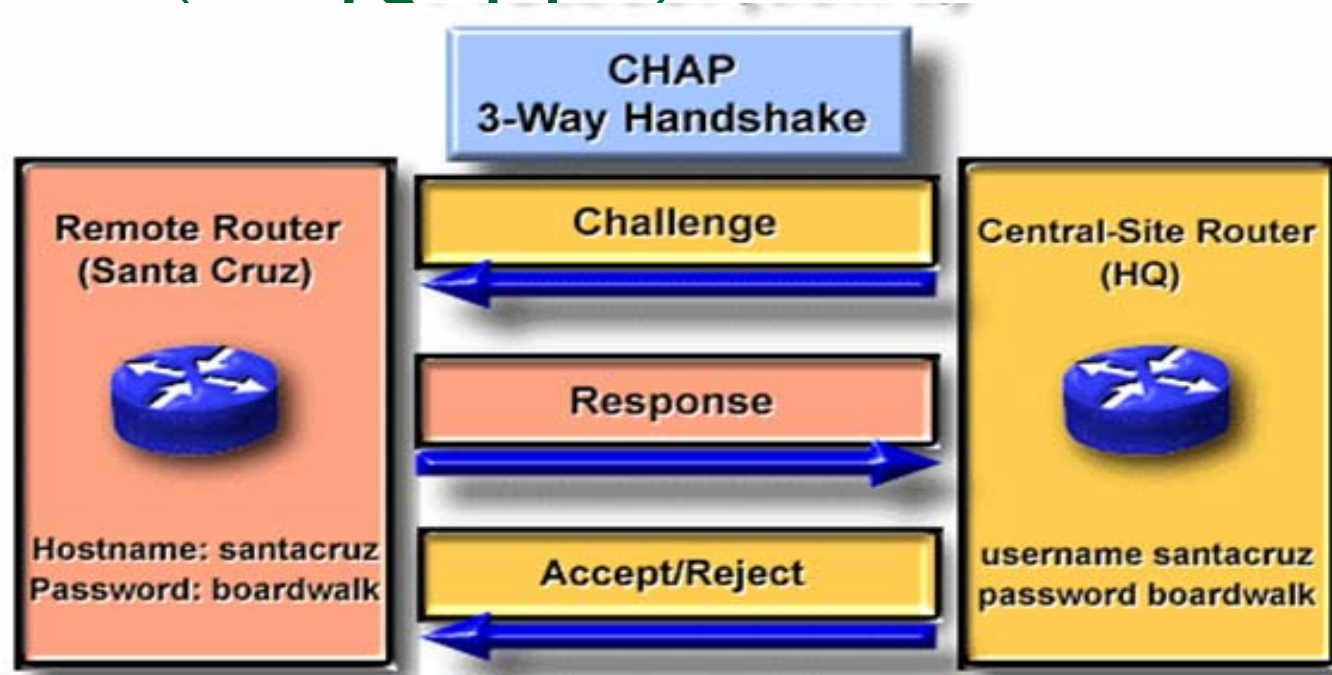 CHAP
3-Way Handshake
Remote Router
(Santa Cruz)
Hostname: santacruz
Password: boardwalk
Challenge
Response
Accept/Reject
Central-Site Router
(HQ)
username santacruz
password boardwalk